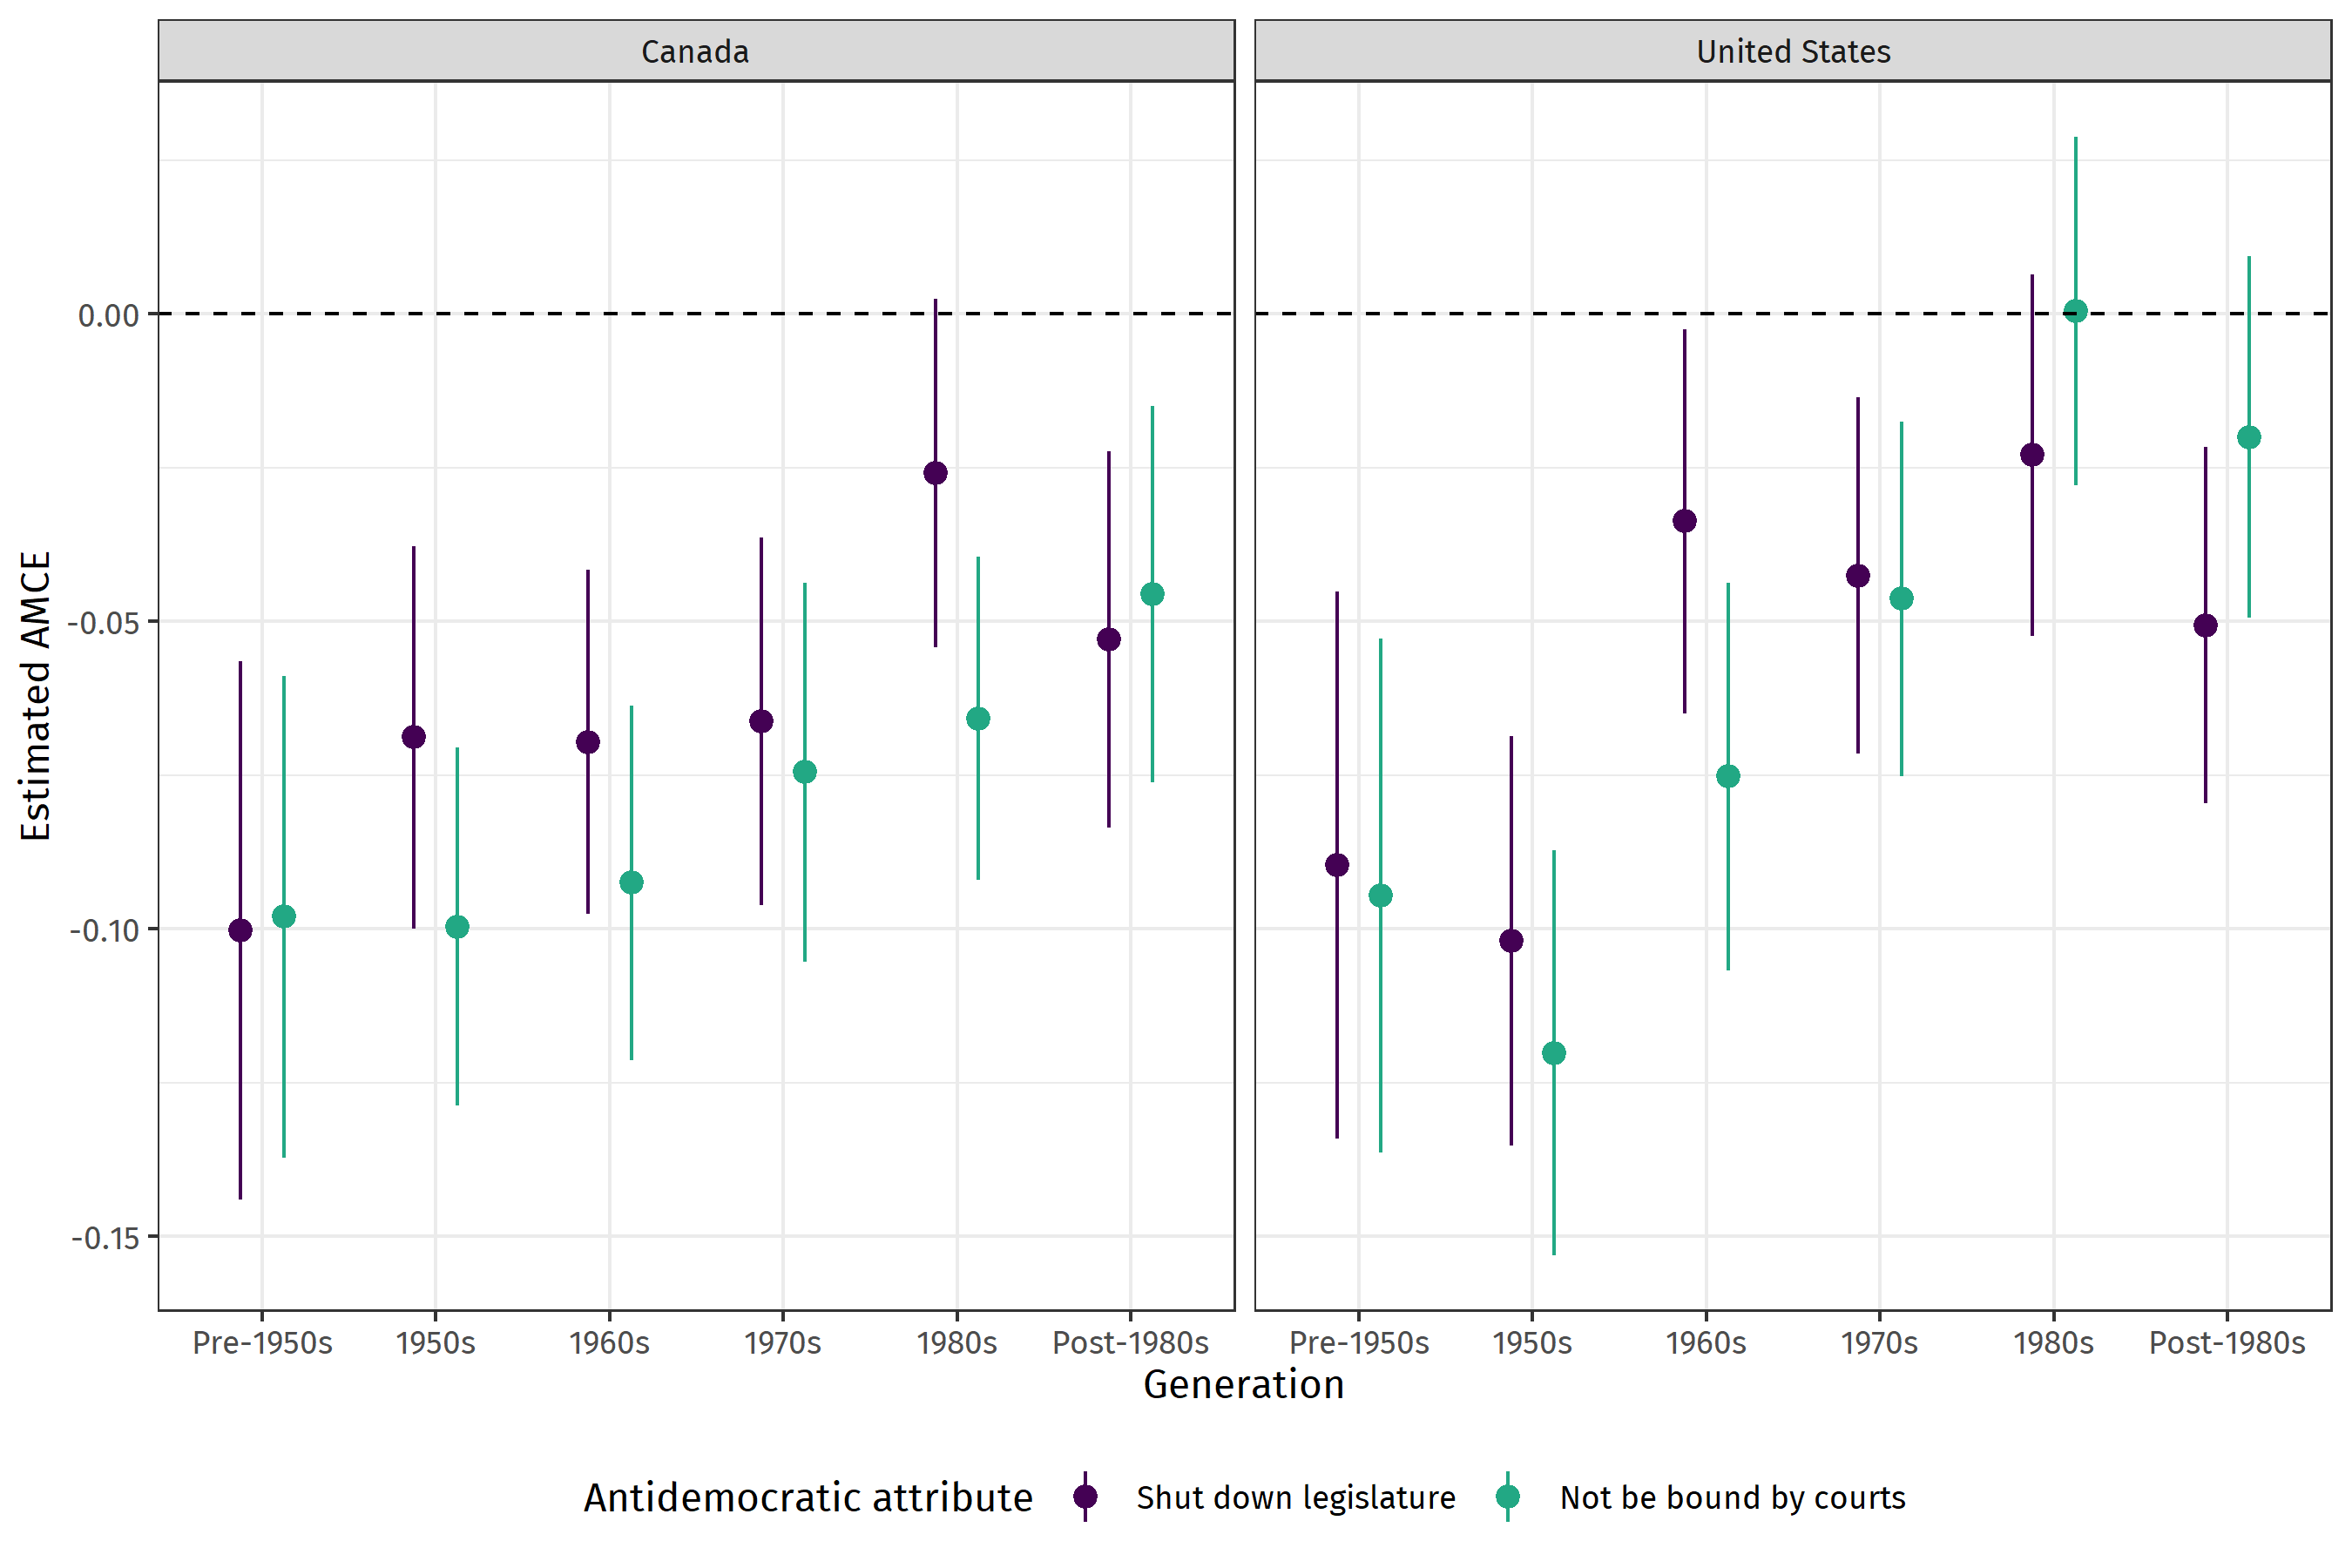 Canada
United States
Estimated AMCE
0.00
-0.05
-0.10
-0.15
Pre-1950s 1950s 1960s 1970s 1980s Post-1980s
Pre-1950s 1950s 1960s 1970s 1980s Post-1980s
Generation
Antidemocratic attribute Shut down legislature Not be bound by courts